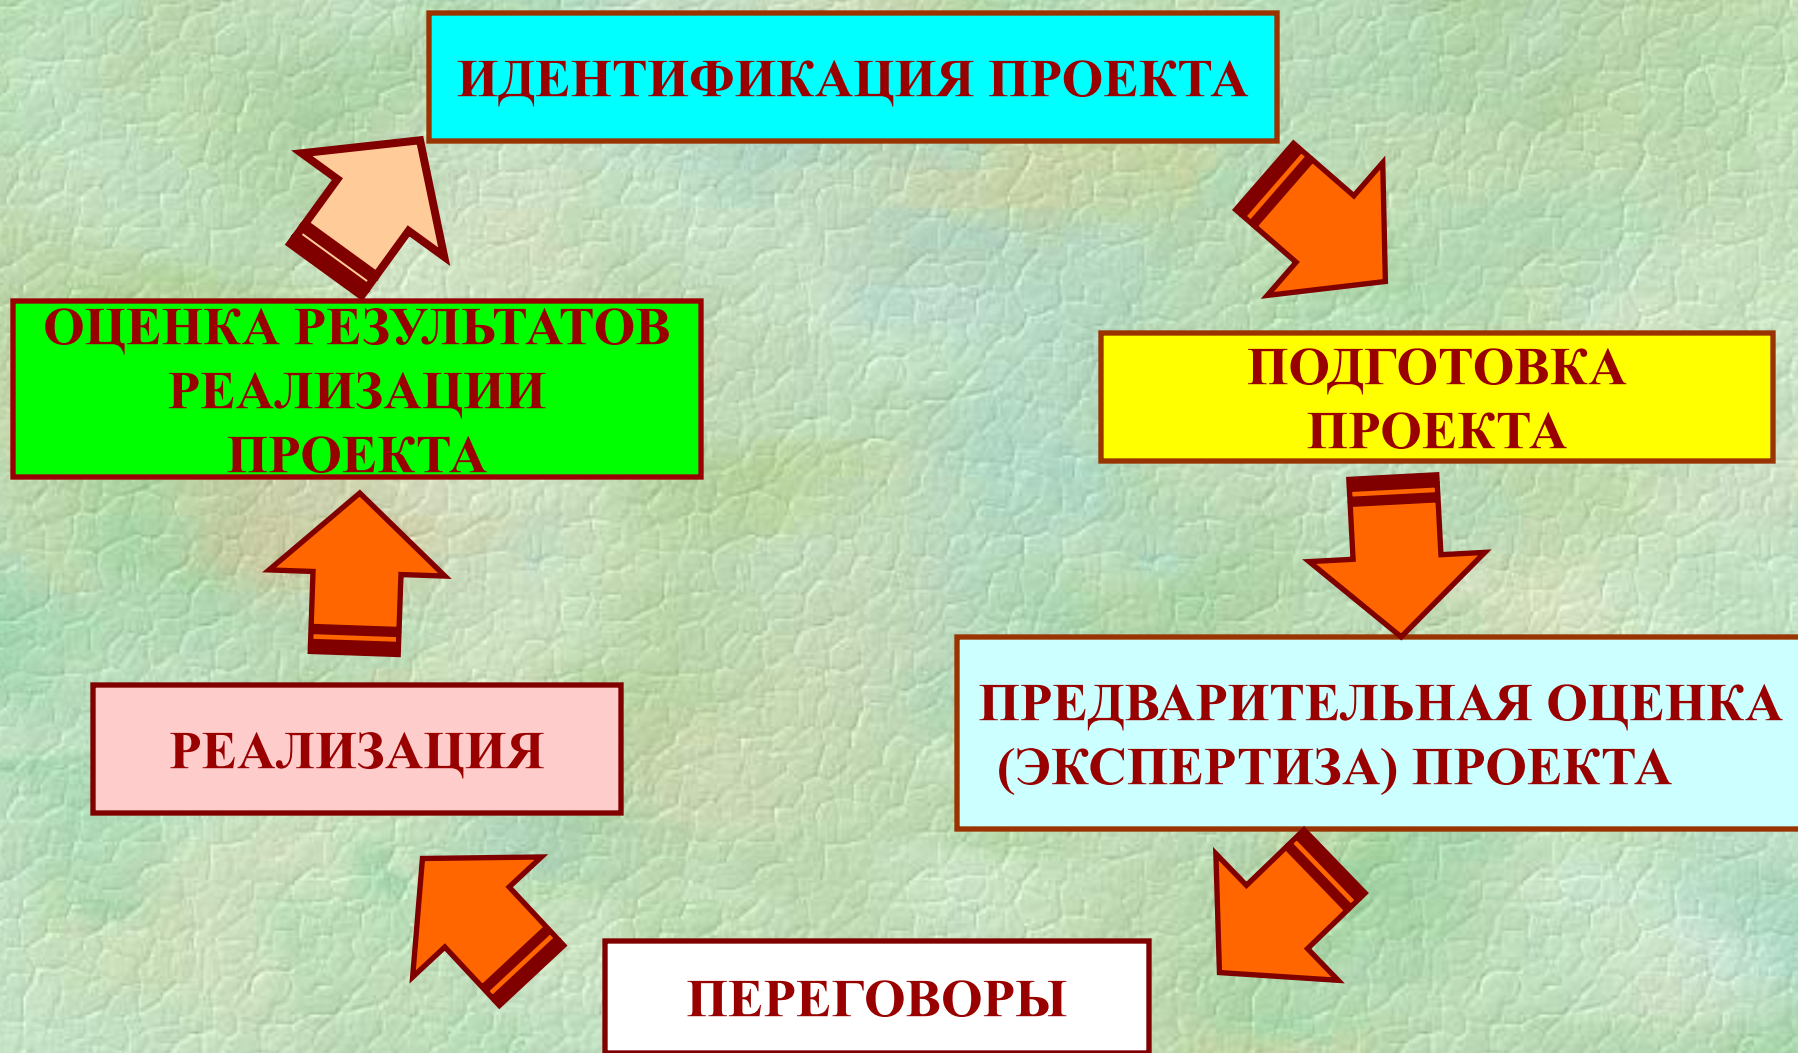 ИДЕНТИФИКАЦИЯ ПРОЕКТА
ПОДГОТОВКА
ПРОЕКТА
ПРЕДВАРИТЕЛЬНАЯ ОЦЕНКА
(ЭКСПЕРТИЗА) ПРОЕКТА
ПЕРЕГОВОРЫ
РЕАЛИЗАЦИЯ
ОЦЕНКА РЕЗУЛЬТАТОВ
РЕАЛИЗАЦИИ
ПРОЕКТА